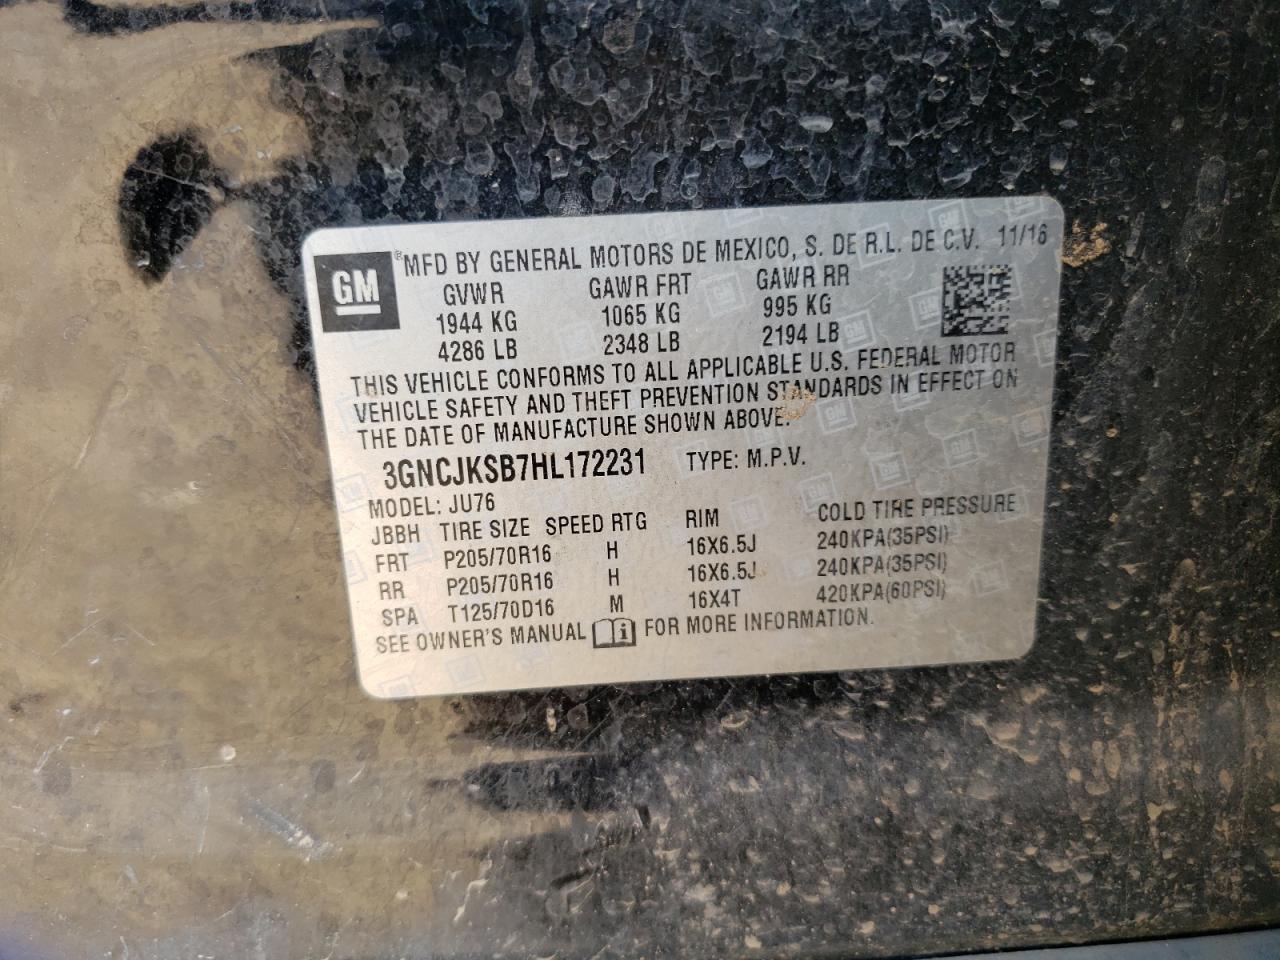 GM ® MFD BY GENERAL MOTORS DE MEXICO, S. DE R.L. DE C.V. 11/16
GVWR GAWR FRT GAWR RR
1944 KG 1065 KG 995 KG
4286 LB 2348 LB 2194 LB
THIS VEHICLE CONFORMS TO ALL APPLICABLE U.S. FEDERAL MOTOR
VEHICLE SAFETY AND THEFT PREVENTION STANDARDS IN EFFECT ON
THE DATE OF MANUFACTURE SHOWN ABOVE.
3GNCJKSB7HL172231 TYPE: M.P.V.
MODEL: JU76
JBBH TIRE SIZE SPEED RTG RIM COLD TIRE PRESSURE
FRT P205/70R16 H 16X6.5J 240KPA(35PSI)
RR P205/70R16 H 16X6.5J 240KPA(35PSI)
SPA T125/70D16 M 16X4T 420KPA(60PSI)
SEE OWNER'S MANUAL i FOR MORE INFORMATION.